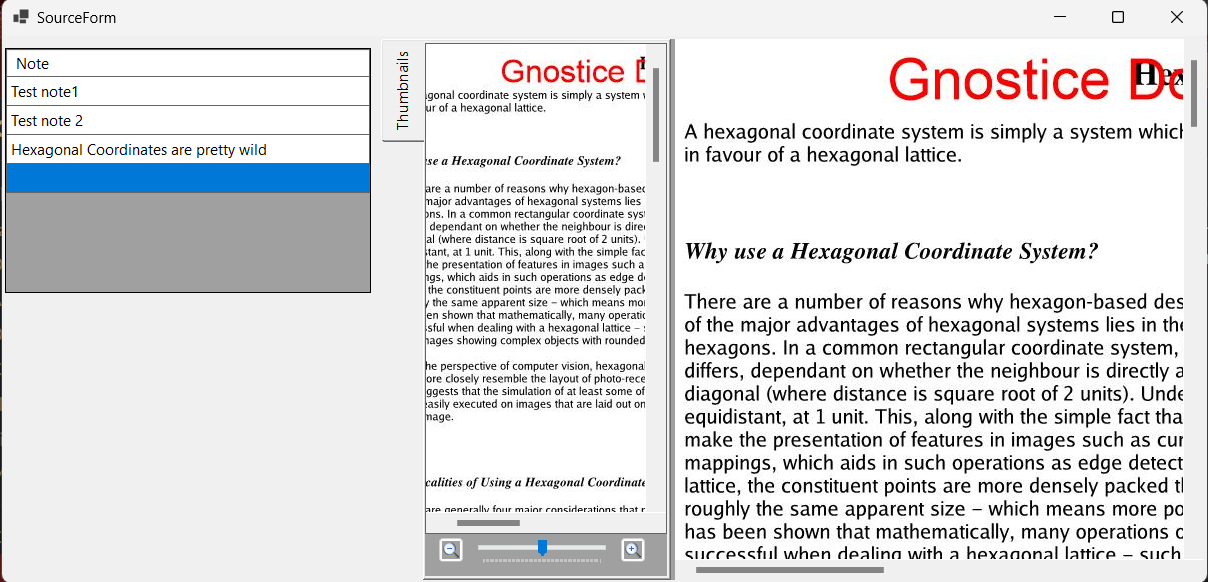 SourceForm
Note
Test note1
Test note 2
Hexagonal Coordinates are pretty wild
Thumbnails
Gnostice D
gonal coordinate system is simply a system
ur of a hexagonal lattice.
se a Hexagonal Coordinate System?
are a number of reasons why hexagon-based
major advantages of hexagonal systems lies
ns. In a common rectangular coordinate syst
dependant on whether the neighbour is dire
al (where distance is square root of 2 units).
tant, at 1 unit. This, along with the simple fac
he presentation of features in images such a
ngs, which aids in such operations as edge de
the constituent points are more densely pack
y the same apparent size – which means mor
en shown that mathematically, many operatio
sful when dealing with a hexagonal lattice –
mages showing complex objects with rounded
he perspective of computer vision, hexagonal
ore closely resemble the layout of photo-rece
ggests that the simulation of at least some of
easily executed on images that are laid out on
mage.
calities of Using a Hexagonal Coordinate
are generally four major considerations that
Gnostice Do
Hex
A hexagonal coordinate system is simply a system which
in favour of a hexagonal lattice.
Why use a Hexagonal Coordinate System?
There are a number of reasons why hexagon-based des
of the major advantages of hexagonal systems lies in the
hexagons. In a common rectangular coordinate system,
differs, dependant on whether the neighbour is directly a
diagonal (where distance is square root of 2 units). Unde
equidistant, at 1 unit. This, along with the simple fact tha
make the presentation of features in images such as cur
mappings, which aids in such operations as edge detect
lattice, the constituent points are more densely packed t
roughly the same apparent size – which means more po
has been shown that mathematically, many operations o
successful when dealing with a hexagonal lattice – such